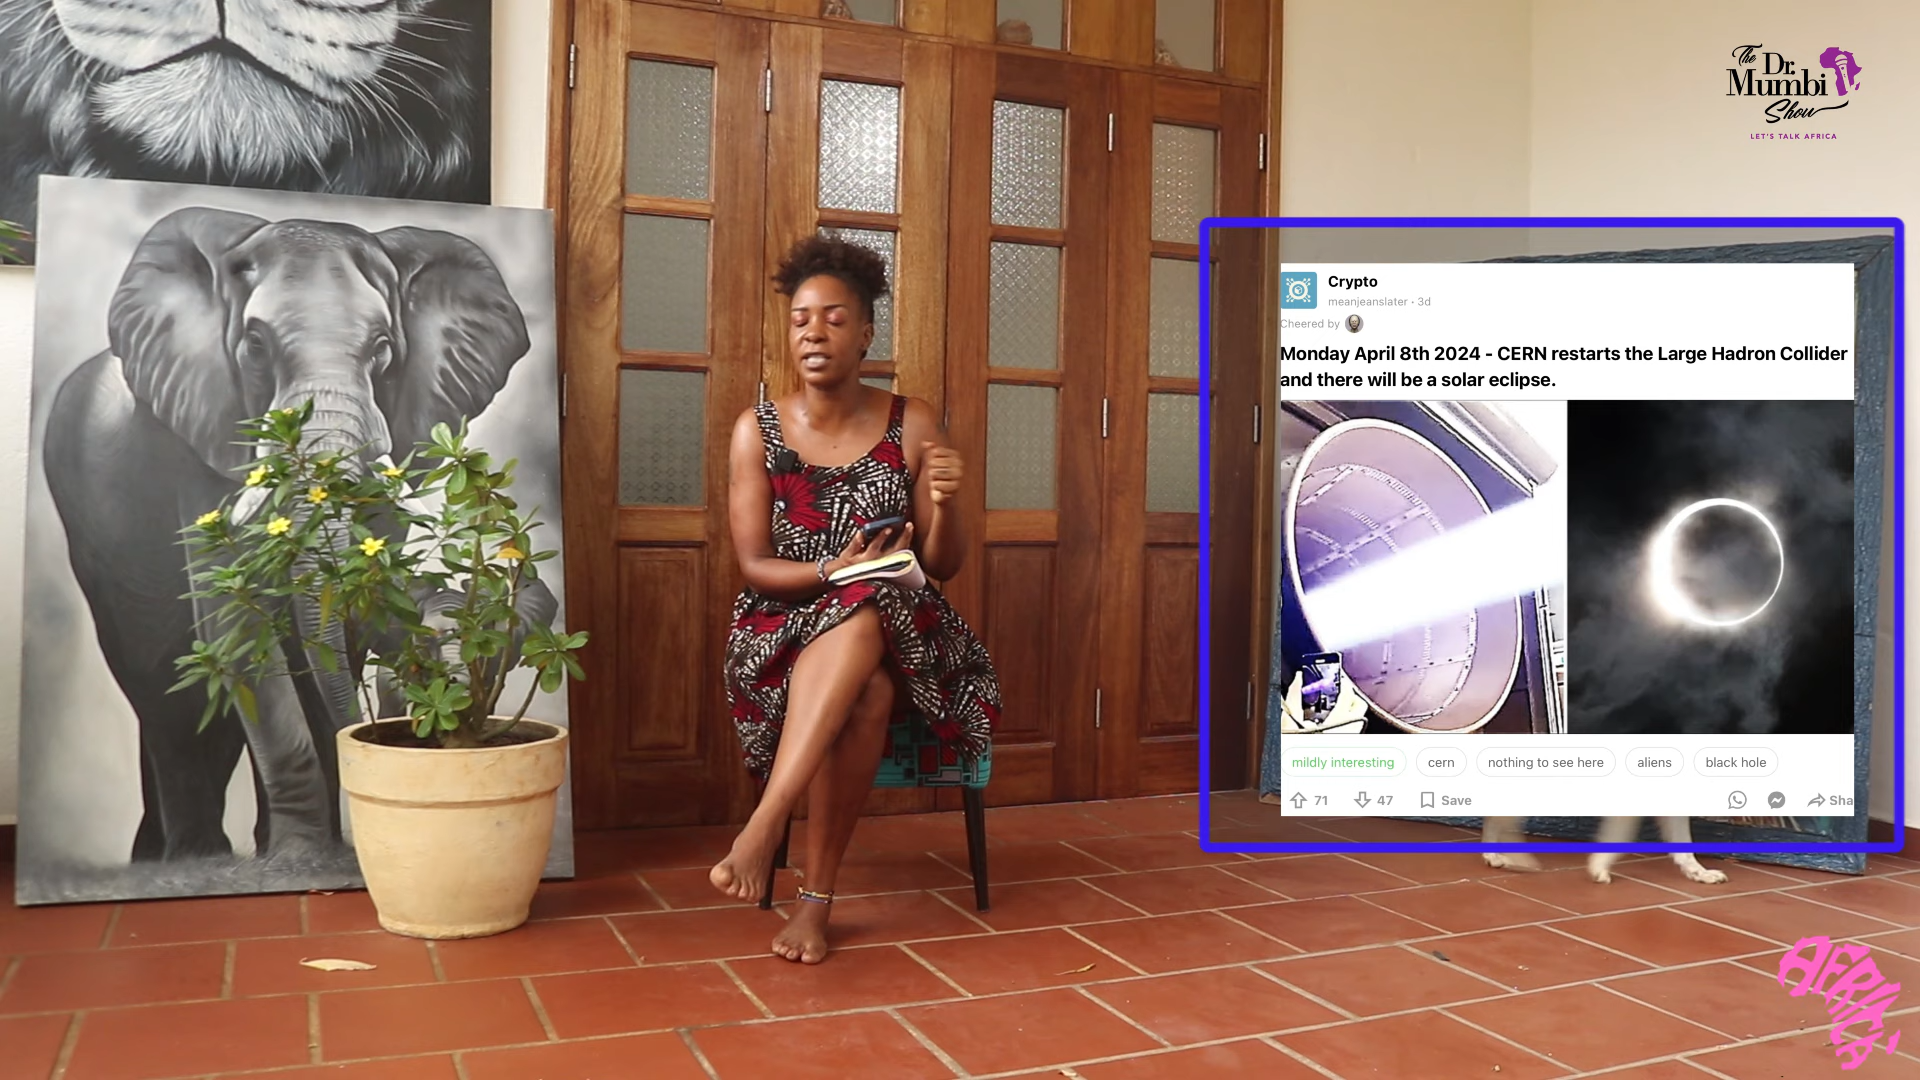 The Dr.
Mumbi
Show
LET'S TALK AFRICA
Crypto
meanjeanslater · 3d
Cheered by
Monday April 8th 2024 - CERN restarts the Large Hadron Collider
and there will be a solar eclipse.
mildly interesting
cern
nothing to see here
aliens
black hole
71
47
Save
Sha
AFRICA